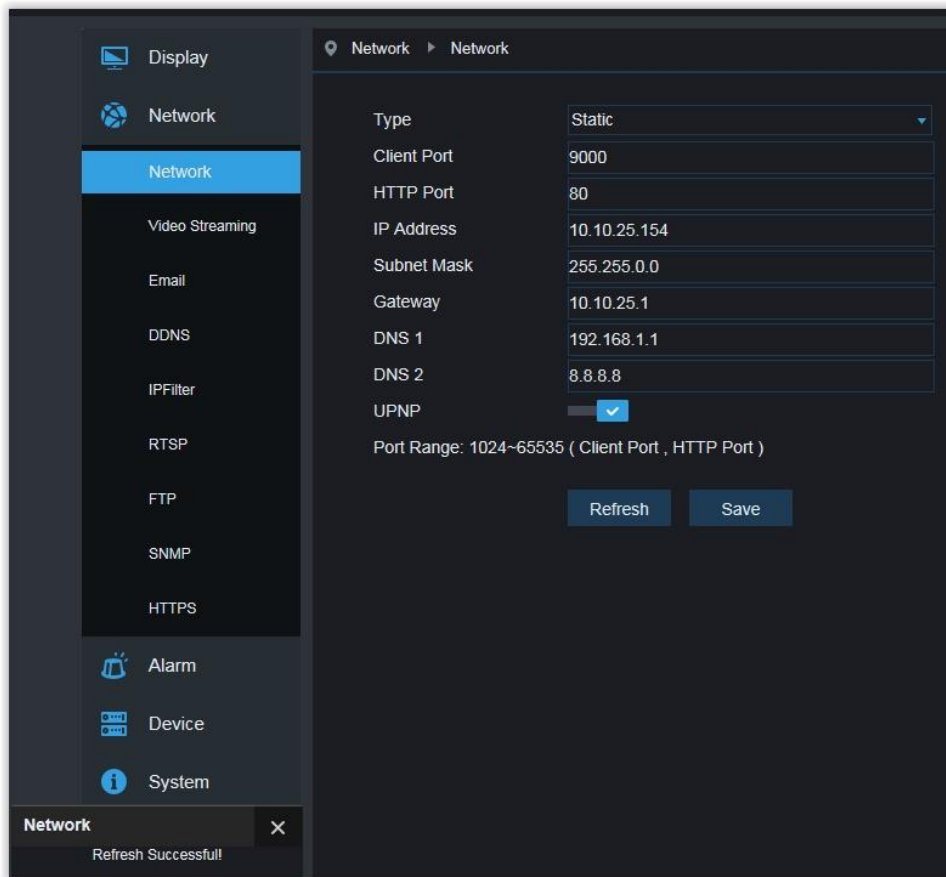 Display
Network
Network
Video Streaming
Email
DDNS
IPFilter
RTSP
FTP
SNMP
HTTPS
Alarm
Device
System
Network
Refresh Successful!
Network Network
Type Static
Client Port 9000
HTTP Port 80
IP Address 10.10.25.154
Subnet Mask 255.255.0.0
Gateway 10.10.25.1
DNS 1 192.168.1.1
DNS 2 8.8.8.8
UPNP
Port Range: 1024~65535 ( Client Port , HTTP Port )
Refresh Save